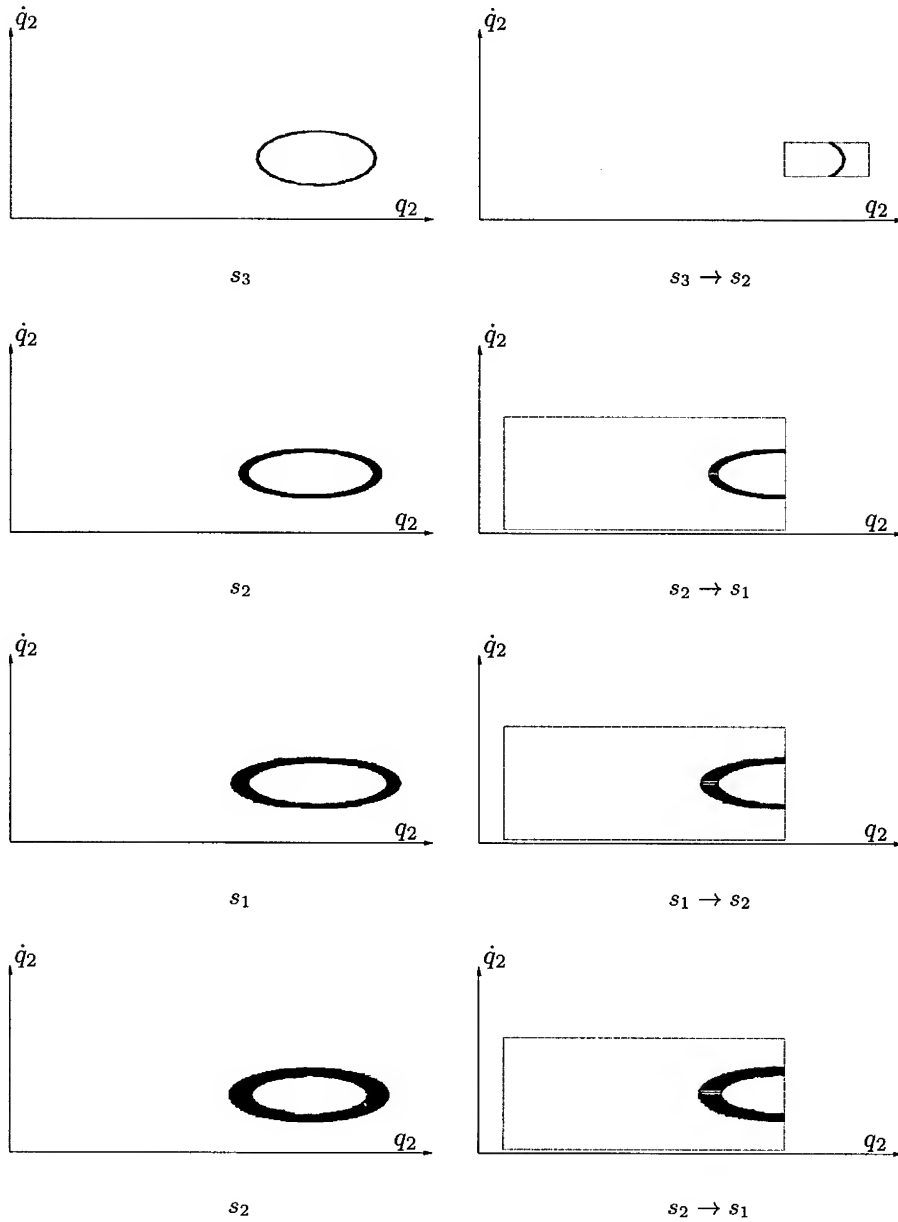 q̇₂ q̇₂
q₂ q₂
s₃ s₃ → s₂
q̇₂ q̇₂
q₂ q₂
s₂ s₂ → s₁
q̇₂ q̇₂
q₂ q₂
s₁ s₁ → s₂
q̇₂ q̇₂
q₂ q₂
s₂ s₂ → s₁